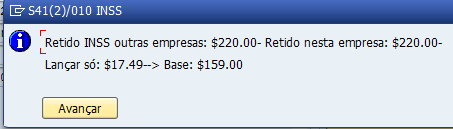 S41(2)/010 INSS
Retido INSS outras empresas: $220.00- Retido nesta empresa: $220.00-
Lançar só: $17.49--> Base: $159.00
Avançar